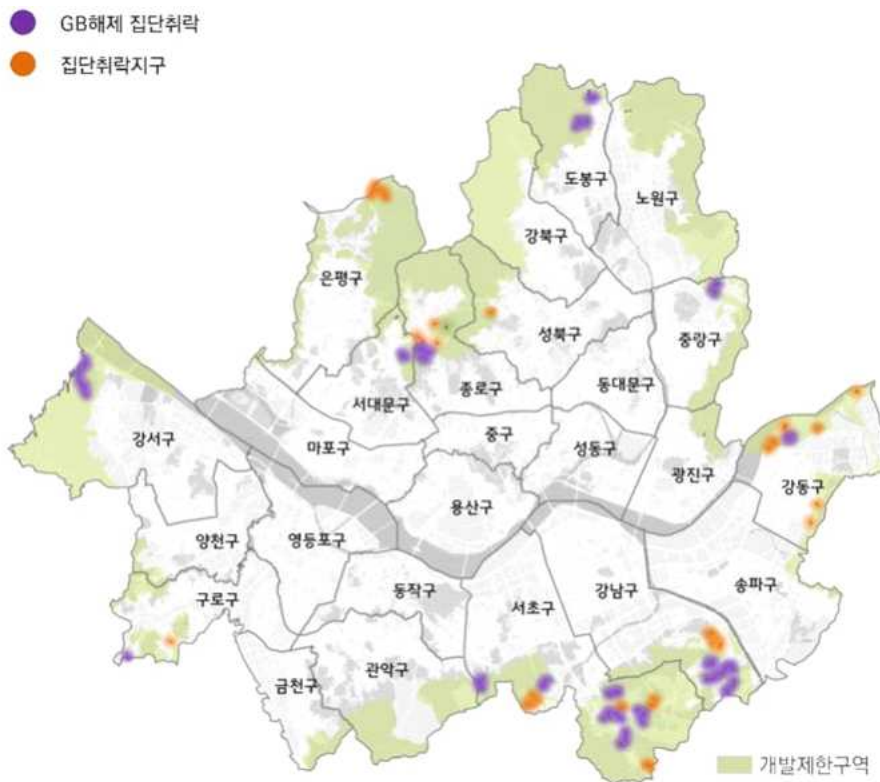 GB해제 집단취락
집단취락지구
도봉구
노원구
강북구
은평구
성북구
중랑구
서대문구
종로구
동대문구
강서구
마포구
중구
성동구
광진구
강동구
용산구
양천구
영등포구
구로구
동작구
서초구
강남구
송파구
금천구
관악구
개발제한구역